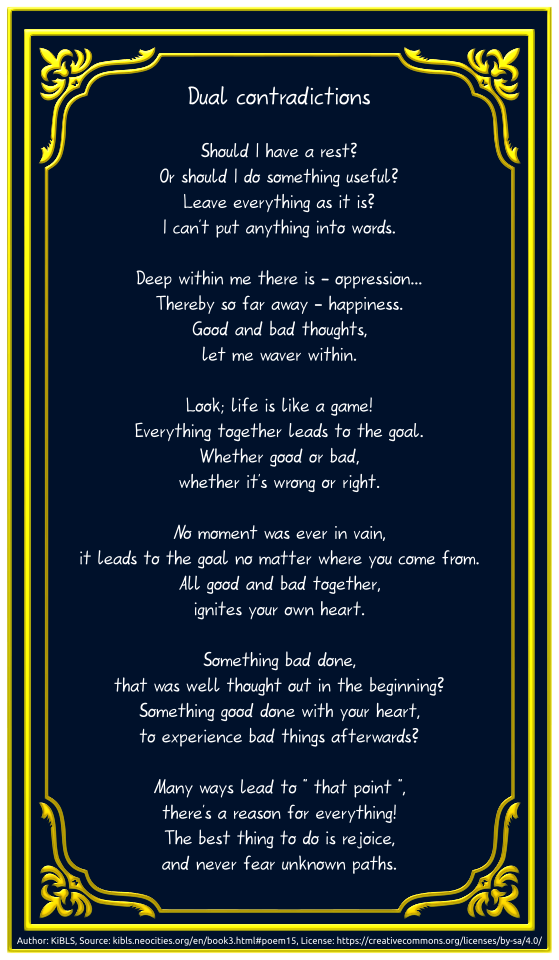 Dual contradictions
Should I have a rest?
Or should I do something useful?
Leave everything as it is?
I can't put anything into words.
Deep within me there is - oppression...
Thereby so far away - happiness.
Good and bad thoughts,
let me waver within.
Look; life is like a game!
Everything together leads to the goal.
Whether good or bad,
whether it's wrong or right.
No moment was ever in vain,
it leads to the goal no matter where you come from.
All good and bad together,
ignites your own heart.
Something bad done,
that was well thought out in the beginning?
Something good done with your heart,
to experience bad things afterwards?
Many ways lead to " that point ",
there's a reason for everything!
The best thing to do is rejoice,
and never fear unknown paths.
Author: KiBLS, Source: kibls.neocities.org/en/book3.html#poem15, License: https://creativecommons.org/licenses/by-sa/4.0/